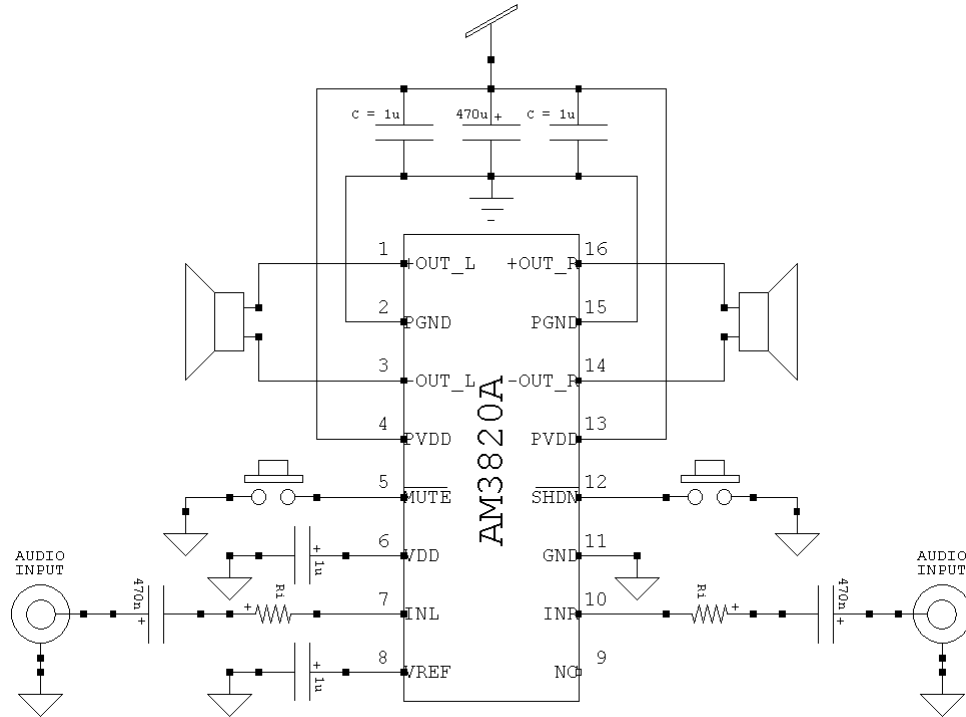 C = 1u
470u +
C = 1u
1
+OUT_L
+OUT_R
16
2
PGND
PGND
15
3
-OUT_L
-OUT_R
14
4
PVDD
PVDD
13
AM3820A
5
MUTE
SHDN
12
6
VDD
GND
11
+
1u
AUDIO
INPUT
470n
+
+
Ri
7
INL
INR
10
Ri
+
470n
+
AUDIO
INPUT
+
1u
8
VREF
NC
9